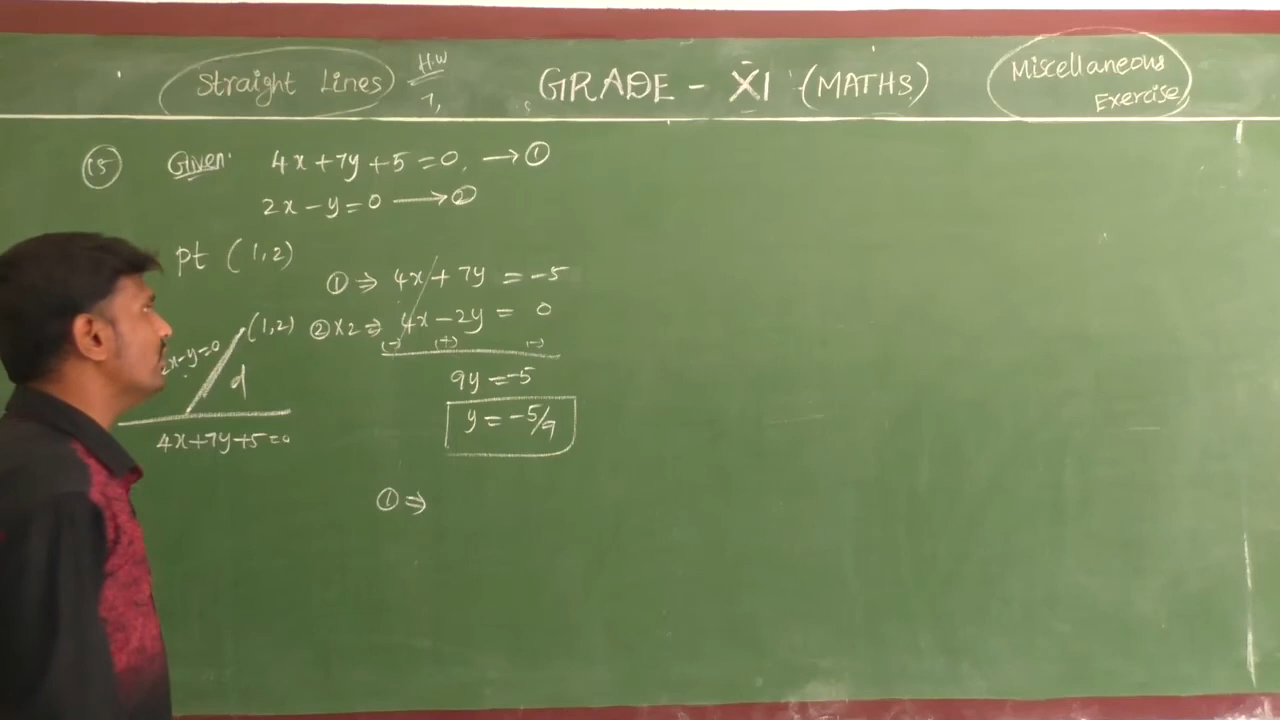 Straight Lines
H.W
1,
GRADE - XI (MATHS)
Miscellaneous
Exercise
15 Given: 4x+7y+5=0, → ①
2x-y=0 → ②
pt (1,2)
① ⇒ 4x + 7y = -5
② x2 ⇒ 4x - 2y = 0
(-) (+) (-)
9y = -5
y = -5/9
(1,2)
2x-y=0
d
4x+7y+5=0
① ⇒